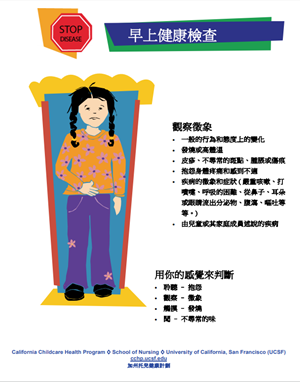 STOP
DISEASE
早上健康檢查
觀察徵象
• 一般的行為和態度上的變化
• 發燒或高體溫
• 皮疹、不尋常的斑點、腫脹或傷痕
• 抱怨身體疼痛和感到不適
• 疾病的徵象和症狀（嚴重咳嗽、打
噴嚏、呼吸的困難、從鼻子、耳朵
或眼睛流出分泌物、腹瀉、嘔吐等
等。）
• 由兒童或其家庭成員述說的疾病
用你的感覺來判斷
• 聆聽 – 抱怨
• 觀察 – 徵象
• 觸摸 – 發燒
• 聞 – 不尋常的味
California Childcare Health Program ◊ School of Nursing ◊ University of California, San Francisco (UCSF)
cchp.ucsf.edu
加州托兒健康計劃